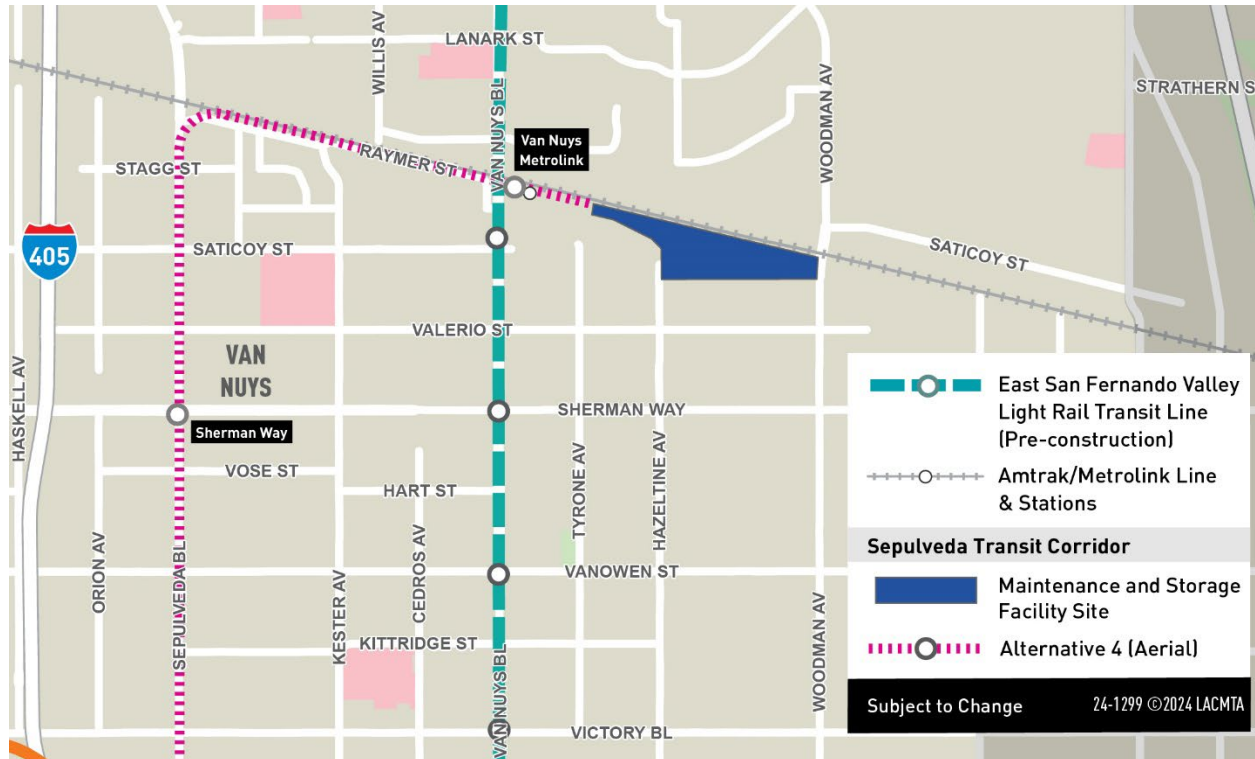 LANARK ST
WILLIS AV
VAN NUYS BL
WOODMAN AV
STRATHERN S
Van Nuys
Metrolink
RAYMER ST
STAGG ST
SATICOY ST
SATICOY ST
405
VALERIO ST
VAN
NUYS
HASKELL AV
SHERMAN WAY
Sherman Way
VOSE ST
HART ST
TYRONE AV
HAZELTINE AV
ORION AV
SEPULVEDA BL
KESTER AV
CEDROS AV
VANOWEN ST
KITTRIDGE ST
VAN NUYS BL
WOODMAN AV
VICTORY BL
East San Fernando Valley
Light Rail Transit Line
(Pre-construction)
Amtrak/Metrolink Line
& Stations
Sepulveda Transit Corridor
Maintenance and Storage
Facility Site
Alternative 4 (Aerial)
Subject to Change
24-1299 ©2024 LACMTA